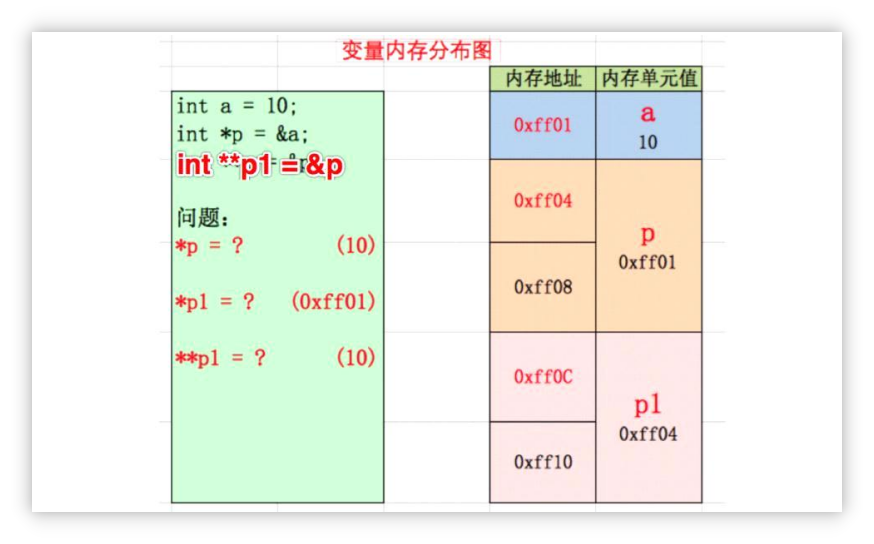 变量内存分布图
int a = 10;
int *p = &a;
int **p1 = &p
问题：
*p = ? (10)
*p1 = ? (0xff01)
**p1 = ? (10)
内存地址 内存单元值
0xff01
a
10
0xff04
0xff08
p
0xff01
0xff0C
0xff10
p1
0xff04